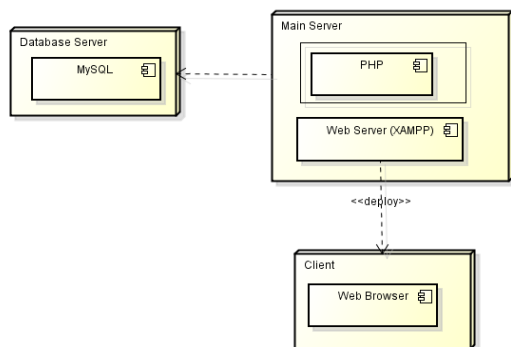 Database Server
MySQL
Main Server
PHP
Web Server (XAMPP)
<<deploy>>
Client
Web Browser